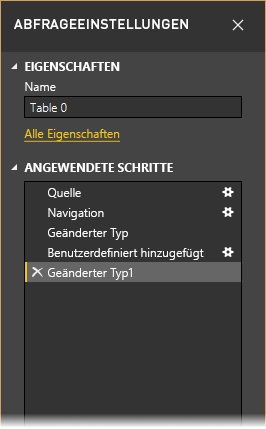 ABFRAGEEINSTELLUNGEN
EIGENSCHAFTEN
Name
Table 0
Alle Eigenschaften
ANGEWENDETE SCHRITTE
Quelle
Navigation
Geänderter Typ
Benutzerdefiniert hinzugefügt
Geänderter Typ1